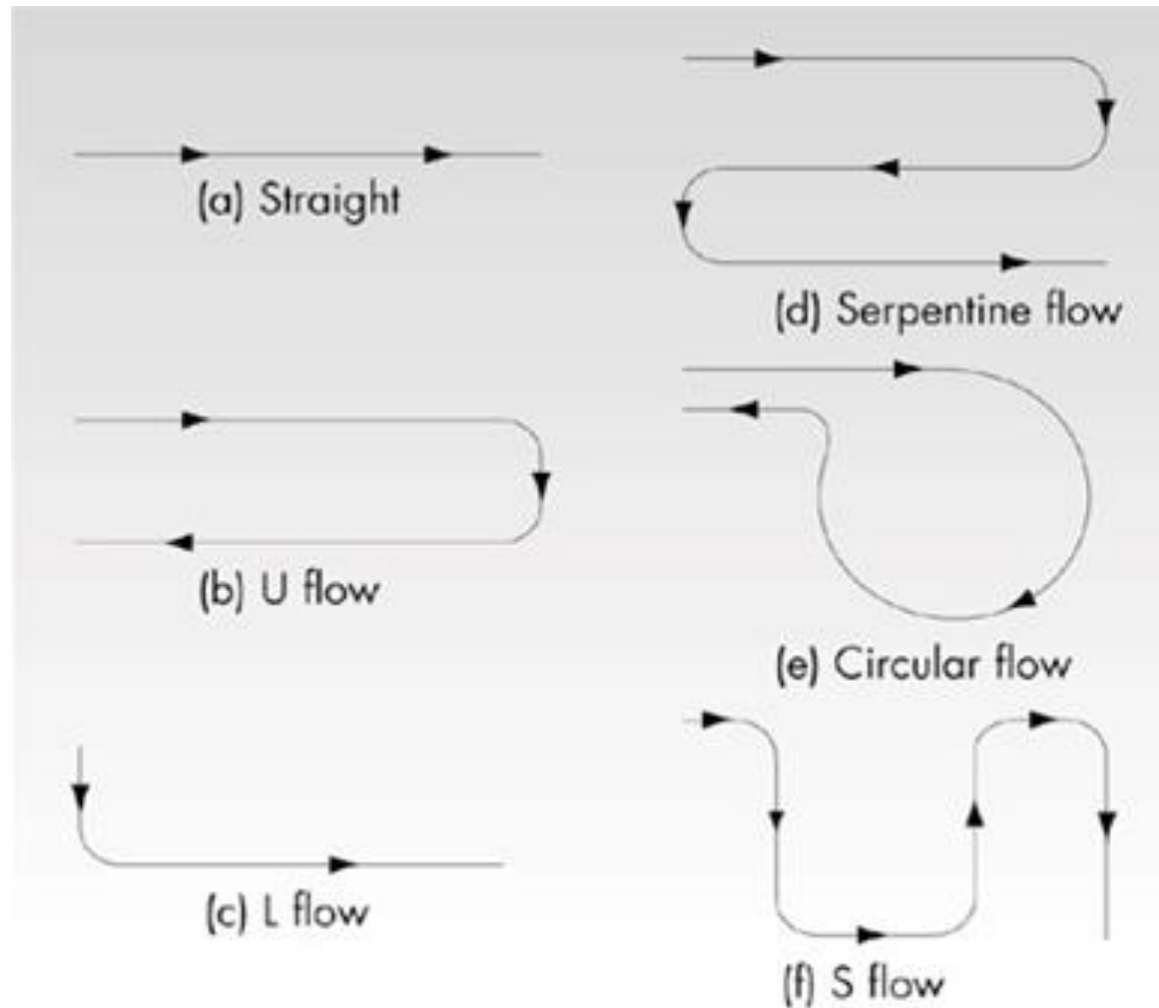 (a) Straight
(b) U flow
(c) L flow
(d) Serpentine flow
(e) Circular flow
(f) S flow